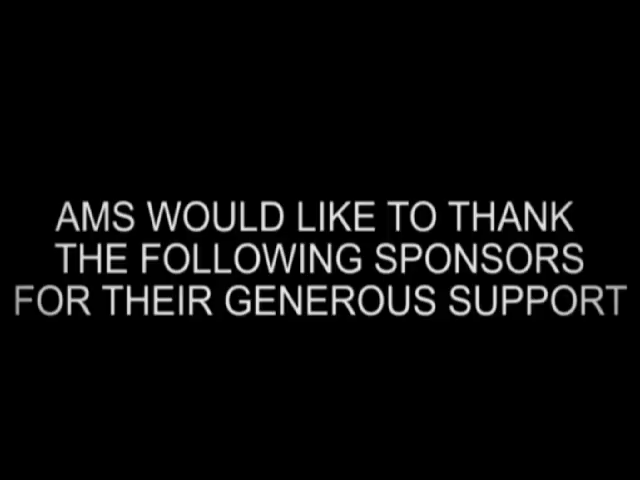 AMS WOULD LIKE TO THANK
THE FOLLOWING SPONSORS
FOR THEIR GENEROUS SUPPORT